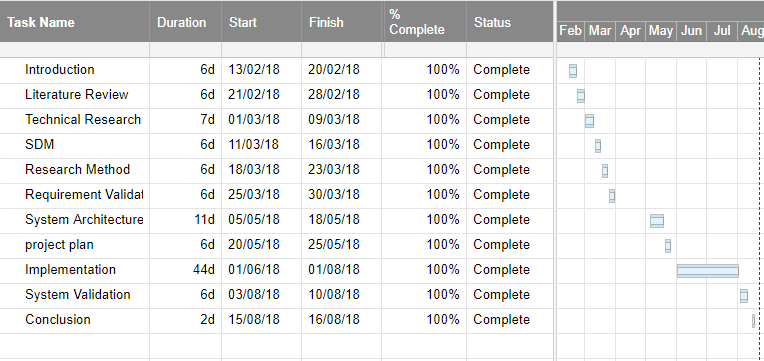 Task Name Duration Start Finish % Complete Status Feb Mar Apr May Jun Jul Aug
Introduction 6d 13/02/18 20/02/18 100% Complete
Literature Review 6d 21/02/18 28/02/18 100% Complete
Technical Research 7d 01/03/18 09/03/18 100% Complete
SDM 6d 11/03/18 16/03/18 100% Complete
Research Method 6d 18/03/18 23/03/18 100% Complete
Requirement Validat 6d 25/03/18 30/03/18 100% Complete
System Architecture 11d 05/05/18 18/05/18 100% Complete
project plan 6d 20/05/18 25/05/18 100% Complete
Implementation 44d 01/06/18 01/08/18 100% Complete
System Validation 6d 03/08/18 10/08/18 100% Complete
Conclusion 2d 15/08/18 16/08/18 100% Complete